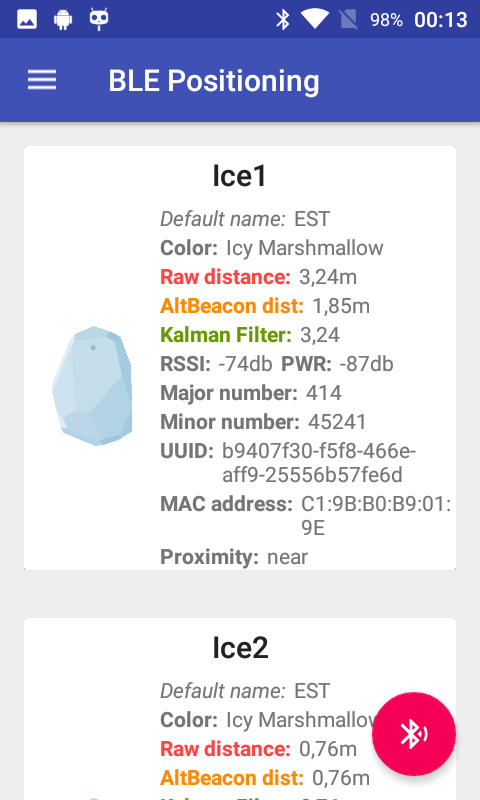 98% 00:13
BLE Positioning
Ice1
Default name: EST
Color: Icy Marshmallow
Raw distance: 3,24m
AltBeacon dist: 1,85m
Kalman Filter: 3,24
RSSI: -74db PWR: -87db
Major number: 414
Minor number: 45241
UUID: b9407f30-f5f8-466e-
aff9-25556b57fe6d
MAC address: C1:9B:B0:B9:01:
9E
Proximity: near
Ice2
Default name: EST
Color: Icy Marshmallow
Raw distance: 0,76m
AltBeacon dist: 0,76m